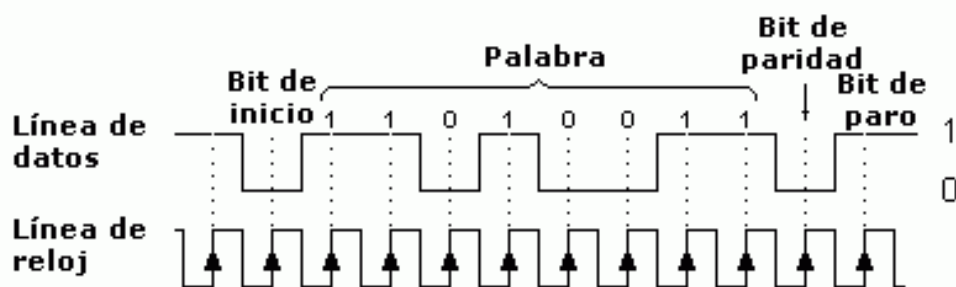 Bit de
paridad
Palabra
Bit de
inicio
Bit de
paro
1 1 0 1 0 0 1 1
Línea de
datos
1
0
Línea de
reloj